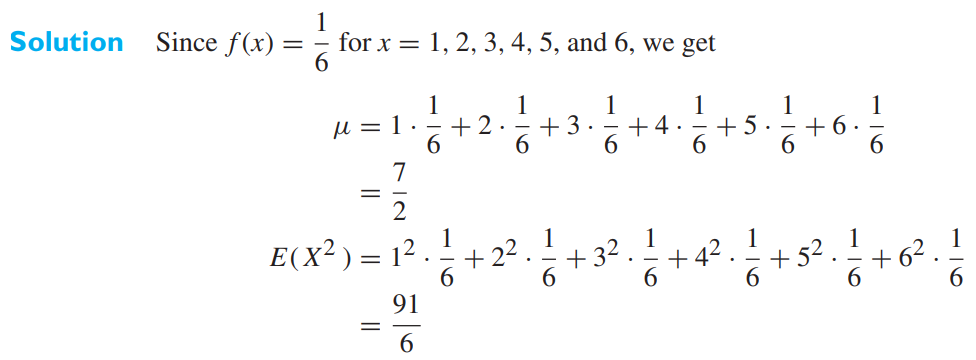 Solution Since f(x) = 1/6 for x = 1, 2, 3, 4, 5, and 6, we get
μ = 1 · 1/6 + 2 · 1/6 + 3 · 1/6 + 4 · 1/6 + 5 · 1/6 + 6 · 1/6
= 7/2
E(X²) = 1² · 1/6 + 2² · 1/6 + 3² · 1/6 + 4² · 1/6 + 5² · 1/6 + 6² · 1/6
= 91/6